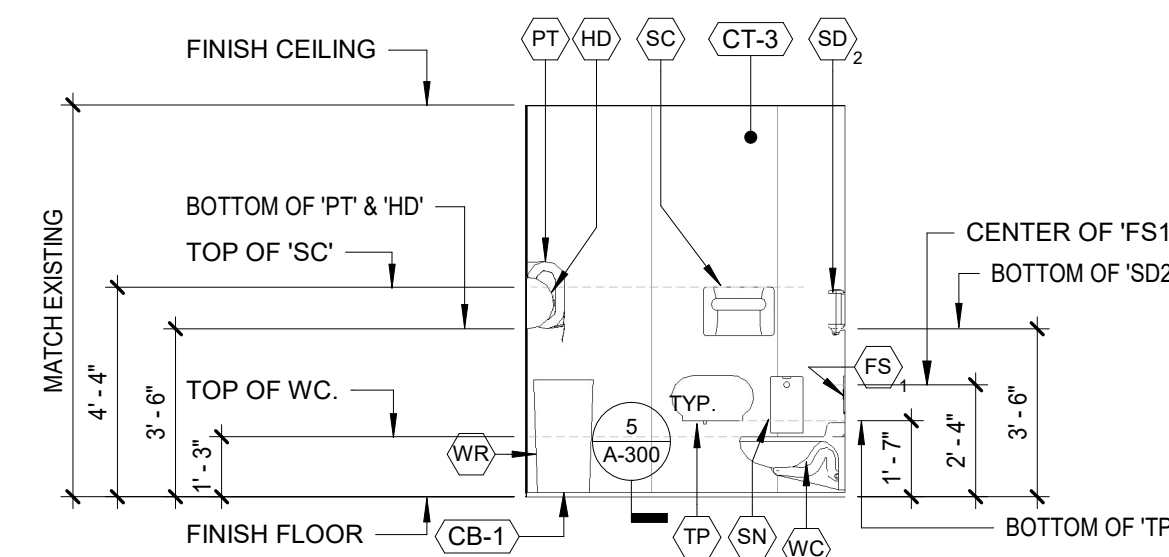 PT HD SC CT-3 SD
2
FINISH CEILING
BOTTOM OF 'PT' & 'HD'
TOP OF 'SC'
CENTER OF 'FS1
BOTTOM OF 'SD2
MATCH EXISTING
4' - 4"
3' - 6"
1' - 3"
TOP OF WC.
FS
1
TYP.
5
A-300
WR
1' - 7"
2' - 4"
3' - 6"
FINISH FLOOR
CB-1
TP SN WC
BOTTOM OF 'TP